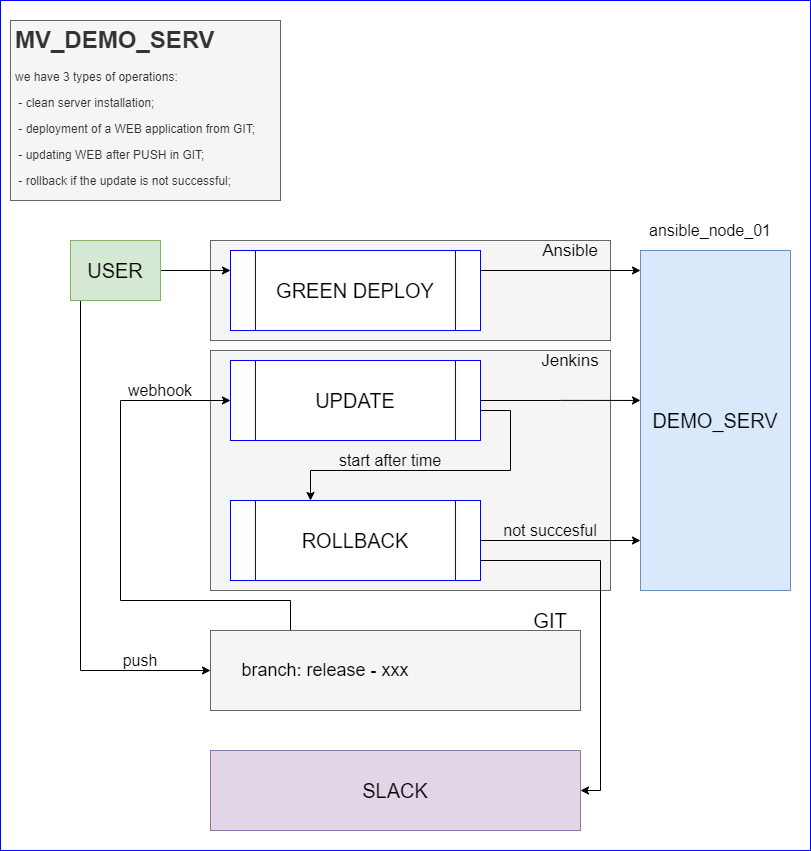 MV_DEMO_SERV
we have 3 types of operations:
- clean server installation;
- deployment of a WEB application from GIT;
- updating WEB after PUSH in GIT;
- rollback if the update is not successful;
ansible_node_01
USER
Ansible
GREEN DEPLOY
Jenkins
webhook
UPDATE
DEMO_SERV
start after time
not succesful
ROLLBACK
GIT
push
branch: release - xxx
SLACK